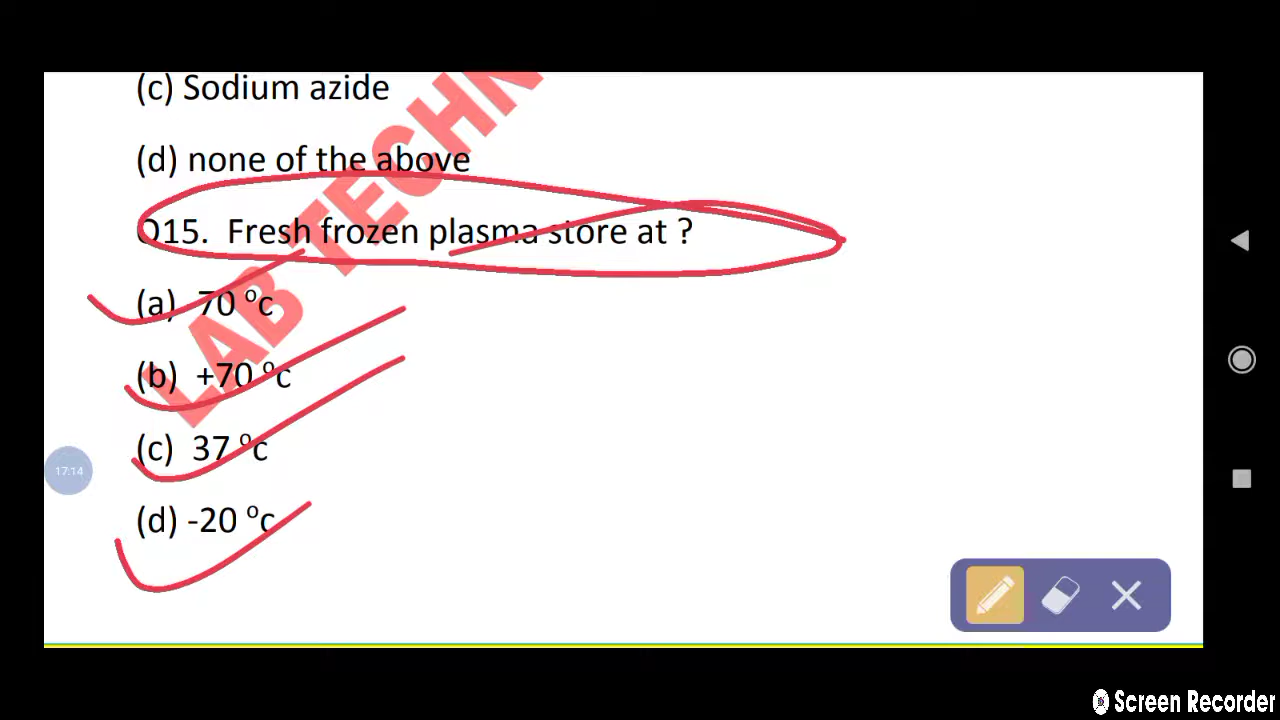 (c) Sodium azide
(d) none of the above
Q15.  Fresh frozen plasma store at ?
(a)  70 °c
(b)  +70 °c
(c)  37 °c
(d) -20 °c
LAB TECHN
17:14
Screen Recorder